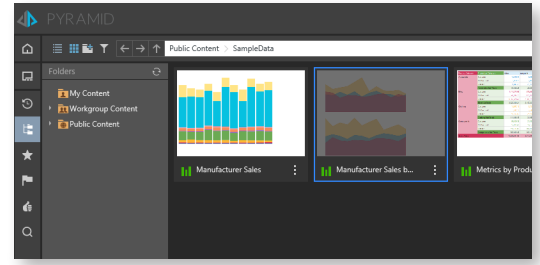 PYRAMID
Public Content > SampleData
Folders
My Content
Workgroup Content
Public Content
Manufacturer Sales
Manufacturer Sales b...
Metrics by Produ